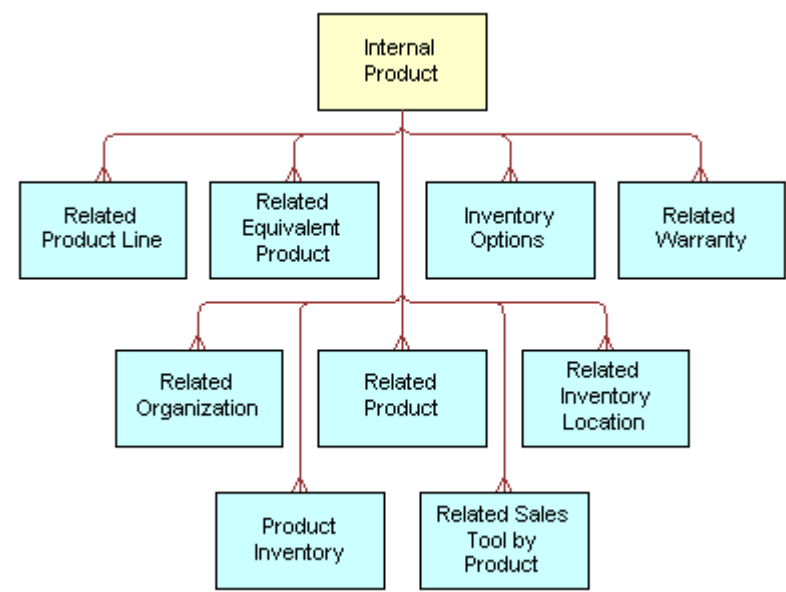 Internal
Product
Related
Product Line
Related
Equivalent
Product
Inventory
Options
Related
Warranty
Related
Organization
Related
Product
Related
Inventory
Location
Product
Inventory
Related Sales
Tool by
Product